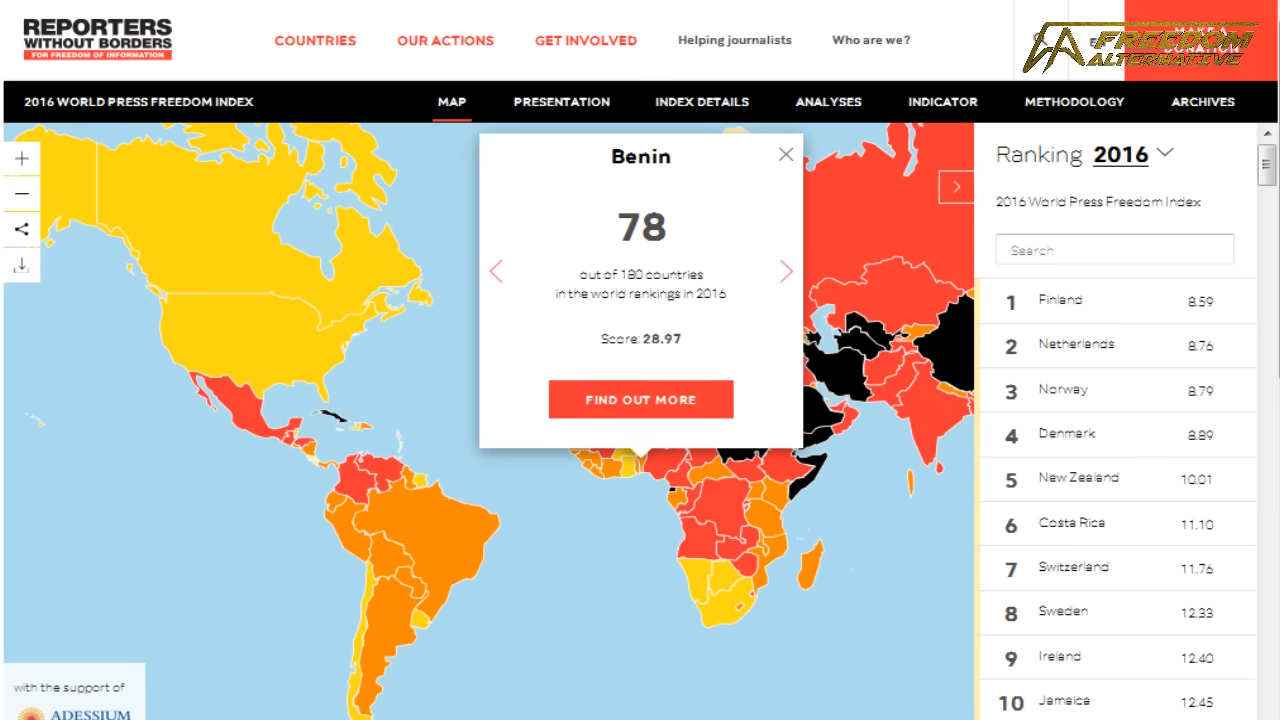 REPORTERS
WITHOUT BORDERS
FOR FREEDOM OF INFORMATION
COUNTRIES
OUR ACTIONS
GET INVOLVED
Helping journalists
Who are we?
FREEDOM
ALTERNATIVE
2016 WORLD PRESS FREEDOM INDEX
MAP
PRESENTATION
INDEX DETAILS
ANALYSES
INDICATOR
METHODOLOGY
ARCHIVES
Benin
78
out of 180 countries
in the world rankings in 2016
Score: 28.97
FIND OUT MORE
Ranking 2016
2016 World Press Freedom Index
Search
1 Finland 8.59
2 Netherlands 8.76
3 Norway 8.79
4 Denmark 8.89
5 New Zealand 10.01
6 Costa Rica 11.10
7 Switzerland 11.76
8 Sweden 12.33
9 Ireland 12.40
10 Jamaica 12.45
with the support of
ADESSIUM